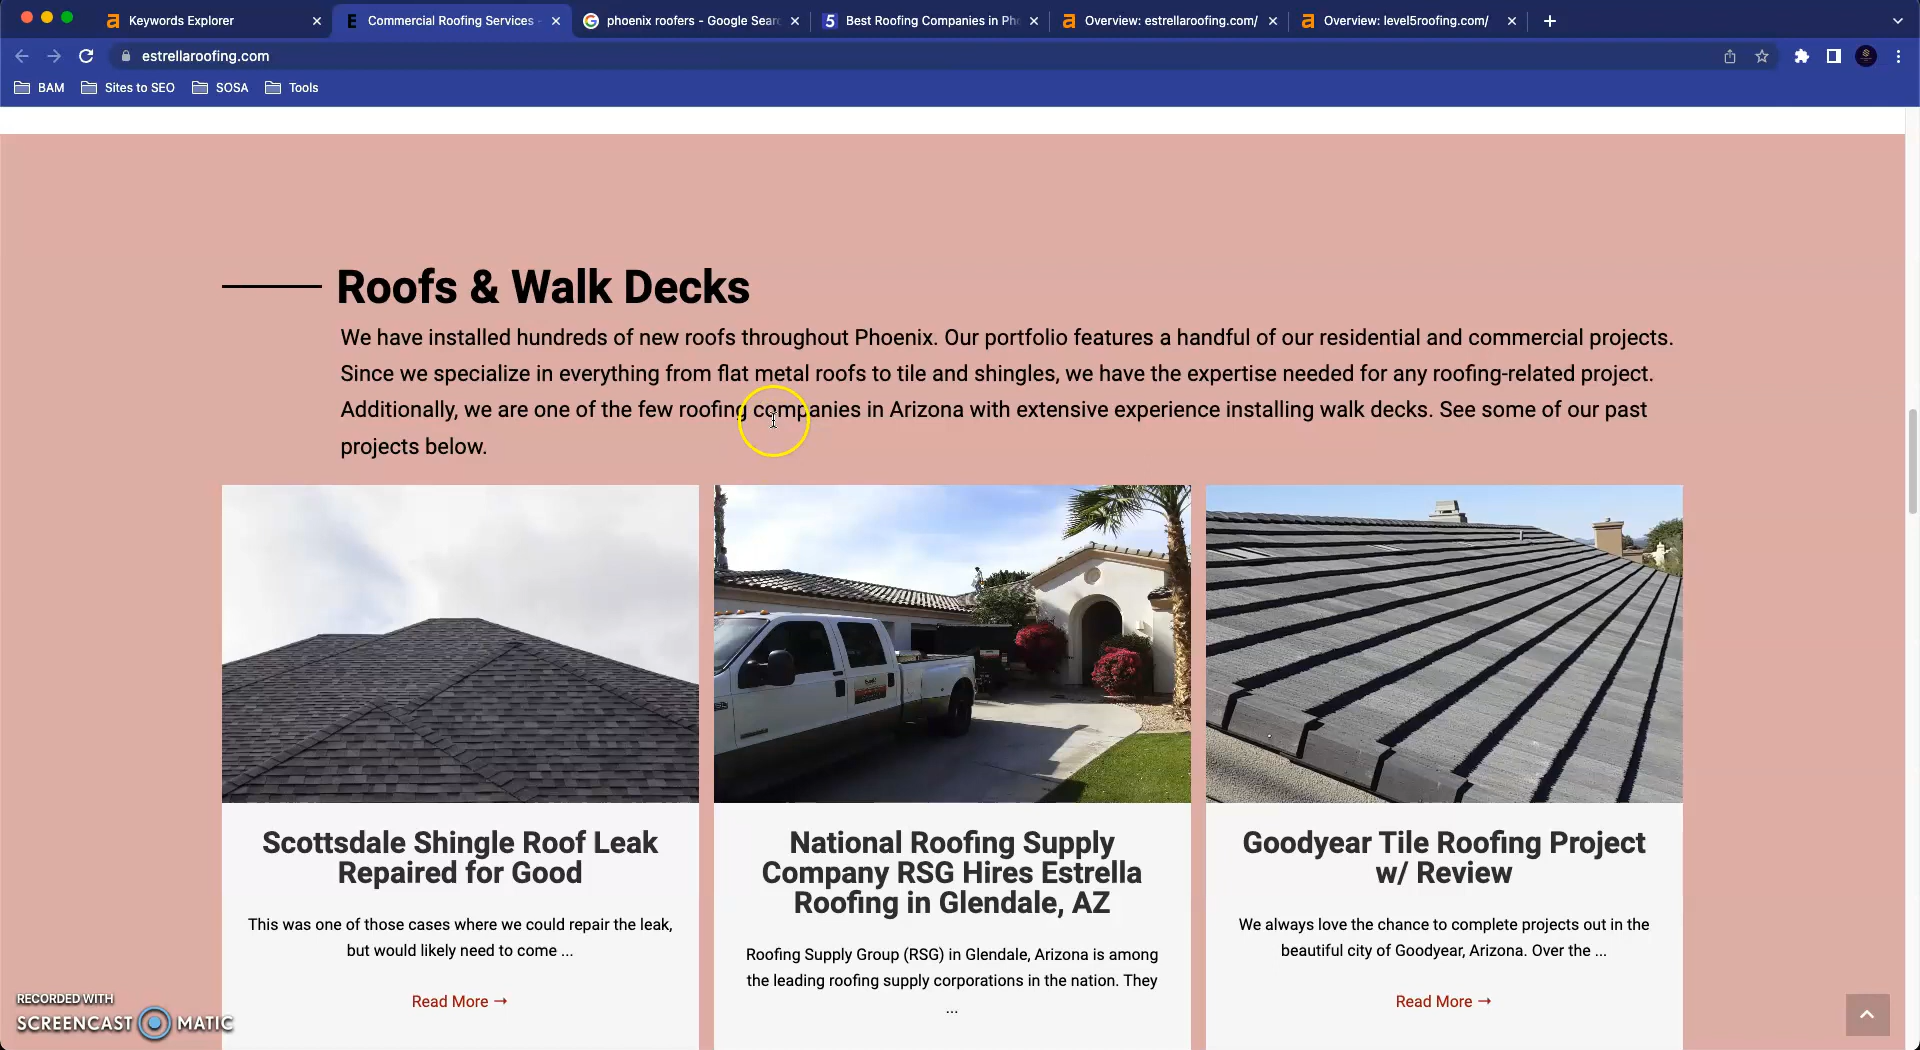 Keywords Explorer
Commercial Roofing Services -
phoenix roofers - Google Sear
Best Roofing Companies in Ph
Overview: estrellaroofing.com/
Overview: level5roofing.com/
estrellaroofing.com
BAM
Sites to SEO
SOSA
Tools
Roofs & Walk Decks
We have installed hundreds of new roofs throughout Phoenix. Our portfolio features a handful of our residential and commercial projects.
Since we specialize in everything from flat metal roofs to tile and shingles, we have the expertise needed for any roofing-related project.
Additionally, we are one of the few roofing companies in Arizona with extensive experience installing walk decks. See some of our past
projects below.
Scottsdale Shingle Roof Leak
Repaired for Good
This was one of those cases where we could repair the leak,
but would likely need to come ...
Read More →
National Roofing Supply
Company RSG Hires Estrella
Roofing in Glendale, AZ
Roofing Supply Group (RSG) in Glendale, Arizona is among
the leading roofing supply corporations in the nation. They
...
Goodyear Tile Roofing Project
w/ Review
We always love the chance to complete projects out in the
beautiful city of Goodyear, Arizona. Over the ...
Read More →
RECORDED WITH
SCREENCAST MATIC